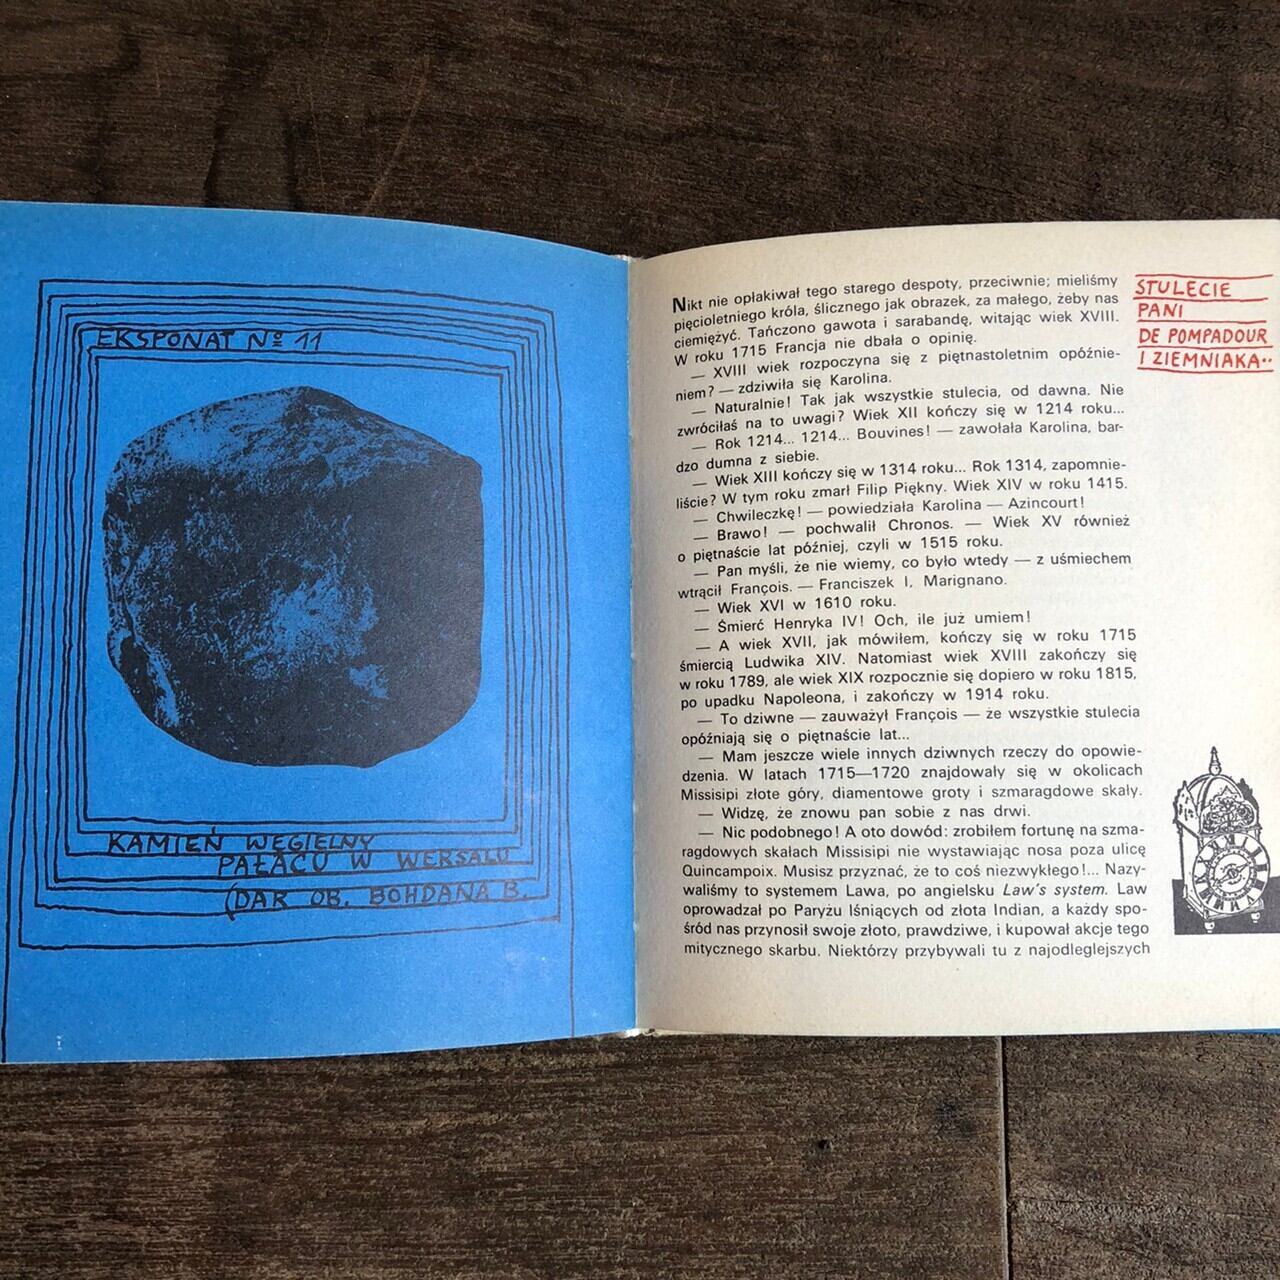 EKSPONAT Nº 11
KAMIEŃ WĘGIELNY
PAŁACU W WERSALU
(DAR OB. BOHDANA B.
Nikt nie opłakiwał tego starego despoty, przeciwnie; mieliśmy
pięcioletniego króla, ślicznego jak obrazek, za małego, żeby nas
ciemiężyć. Tańczono gawota i sarabandę, witając wiek XVIII.
W roku 1715 Francja nie dbała o opinię.
— XVIII wiek rozpoczyna się z piętnastoletnim opóźnie-
niem? — zdziwiła się Karolina.
— Naturalnie! Tak jak wszystkie stulecia, od dawna. Nie
zwróciłaś na to uwagi? Wiek XII kończy się w 1214 roku...
— Rok 1214... 1214... Bouvines! — zawołała Karolina, bar-
dzo dumna z siebie.
— Wiek XIII kończy się w 1314 roku... Rok 1314, zapomnie-
liście? W tym roku zmarł Filip Piękny. Wiek XIV w roku 1415.
— Chwileczkę! — powiedziała Karolina — Azincourt!
— Brawo! — pochwalił Chronos. — Wiek XV również
o piętnaście lat później, czyli w 1515 roku.
— Pan myśli, że nie wiemy, co było wtedy — z uśmiechem
wtrącił François. — Franciszek I, Marignano.
— Wiek XVI w 1610 roku.
— Śmierć Henryka IV! Och, ile już umiem!
— A wiek XVII, jak mówiłem, kończy się w roku 1715
śmiercią Ludwika XIV. Natomiast wiek XVIII zakończy się
w roku 1789, ale wiek XIX rozpocznie się dopiero w roku 1815,
po upadku Napoleona, i zakończy w 1914 roku.
— To dziwne — zauważył François — że wszystkie stulecia
opóźniają się o piętnaście lat...
— Mam jeszcze wiele innych dziwnych rzeczy do opowie-
dzenia. W latach 1715—1720 znajdowały się w okolicach
Missisipi złote góry, diamentowe groty i szmaragdowe skały.
— Widzę, że znowu pan sobie z nas drwi.
— Nic podobnego! A oto dowód: zrobiłem fortunę na szma-
ragdowych skałach Missisipi nie wystawiając nosa poza ulicę
Quincampoix. Musisz przyznać, że to coś niezwykłego!... Nazy-
waliśmy to systemem Lawa, po angielsku Law's system. Law
oprowadzał po Paryżu lśniących od złota Indian, a każdy spo-
śród nas przynosił swoje złoto, prawdziwe, i kupował akcje tego
mitycznego skarbu. Niektórzy przybywali tu z najodleglejszych
STULECIE
PANI
DE POMPADOUR
I ZIEMNIAKA..